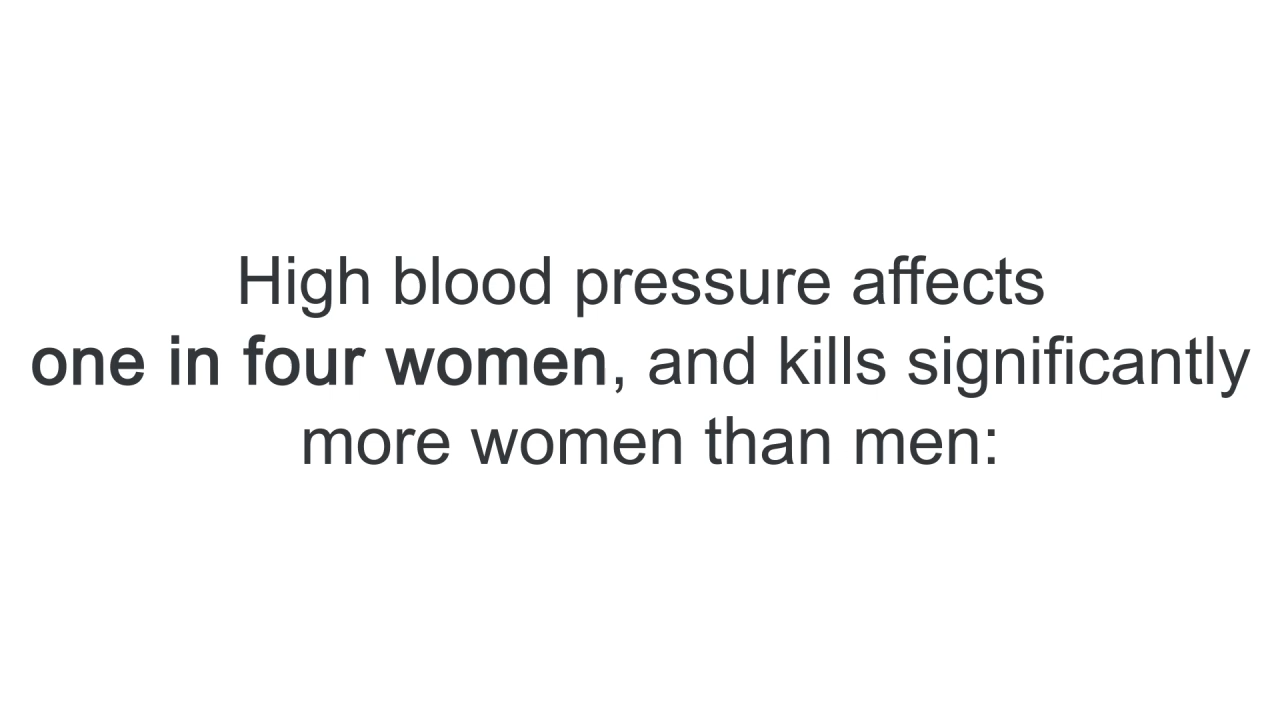 High blood pressure affects
one in four women, and kills significantly
more women than men: